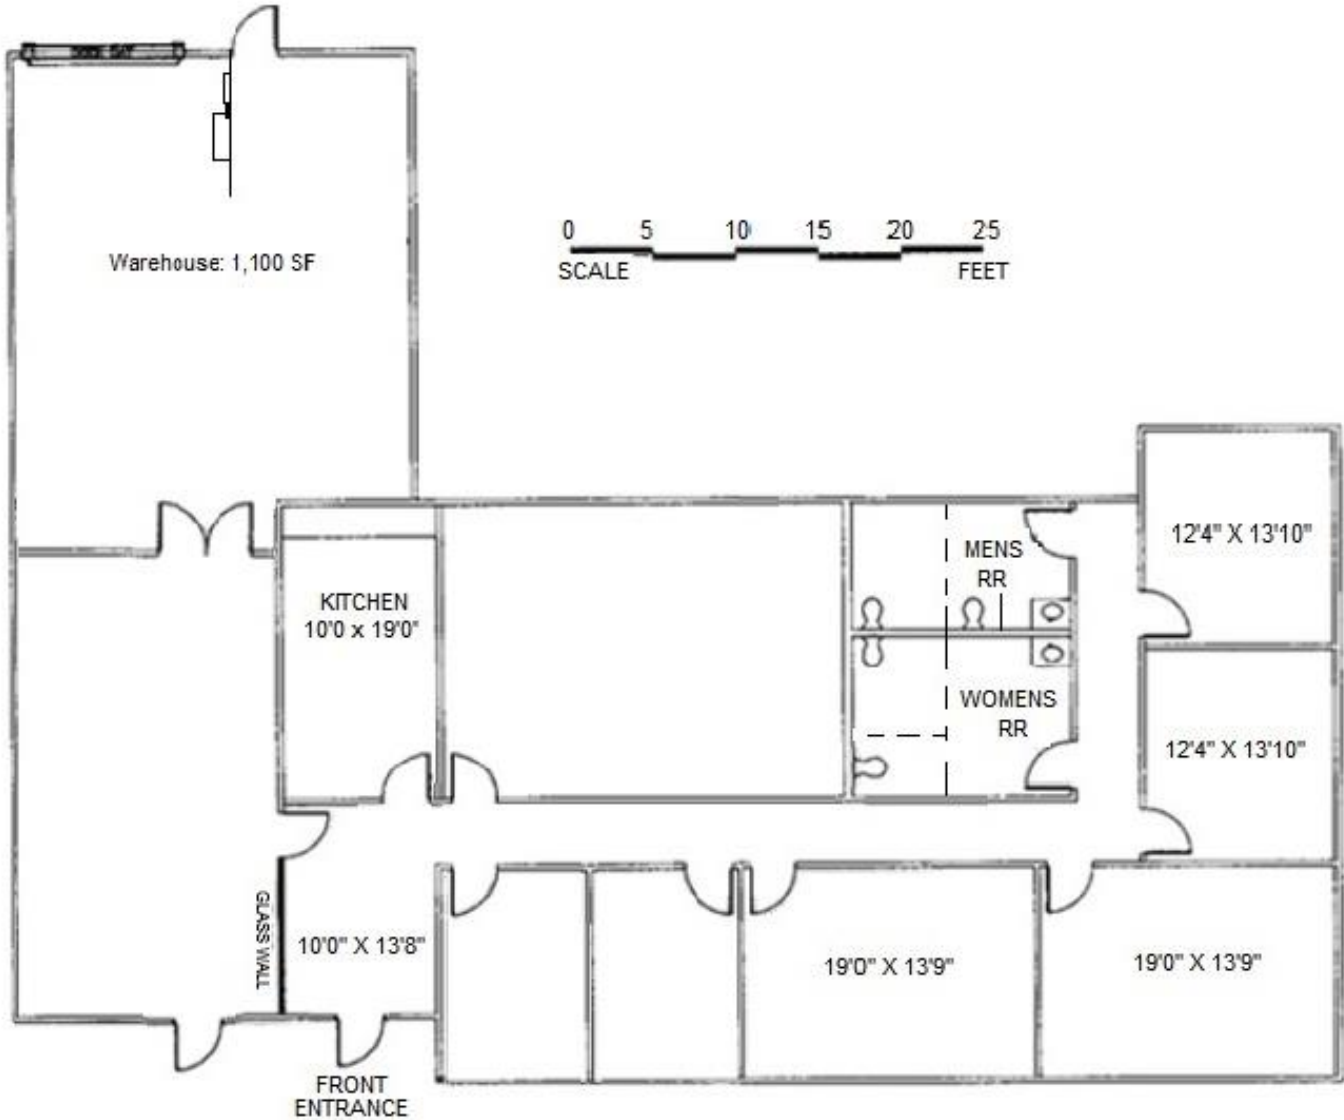 DOCK BAY
Warehouse: 1,100 SF
0 5 10 15 20 25
SCALE FEET
12'4" X 13'10"
MENS
RR
KITCHEN
10'0 x 19'0"
WOMENS
RR
12'4" X 13'10"
GLASS WALL
10'0" X 13'8"
19'0" X 13'9"
19'0" X 13'9"
FRONT
ENTRANCE